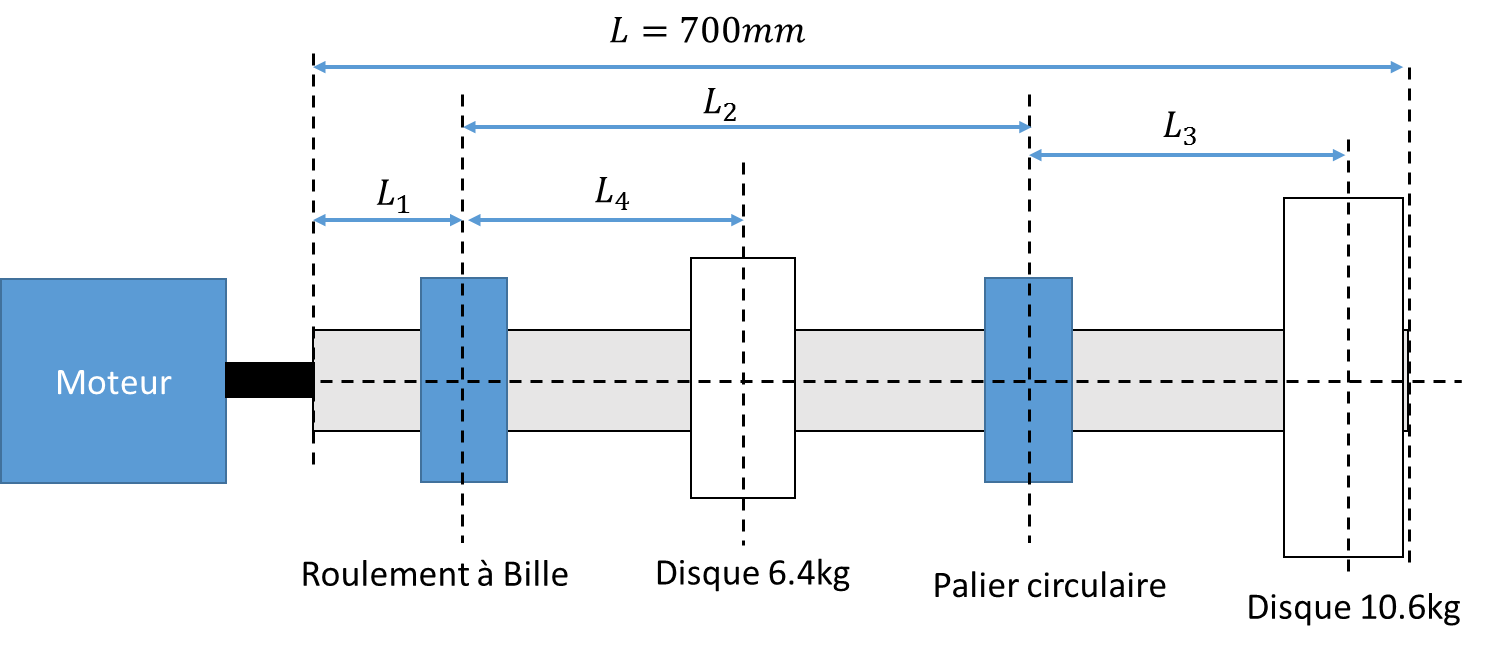 L = 700mm
L₂
L₃
L₁
L₄
Moteur
Roulement à Bille
Disque 6.4kg
Palier circulaire
Disque 10.6kg